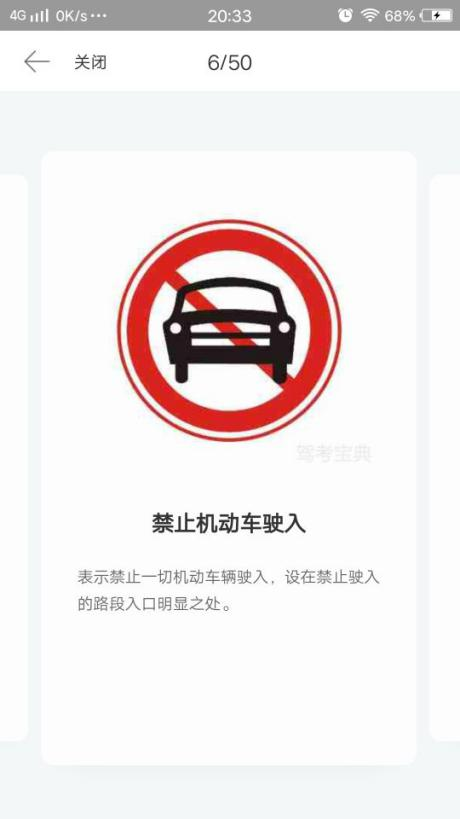 4G 0K/s··· 20:33 68%
关闭 6/50
驾考宝典
禁止机动车驶入
表示禁止一切机动车辆驶入，设在禁止驶入
的路段入口明显之处。